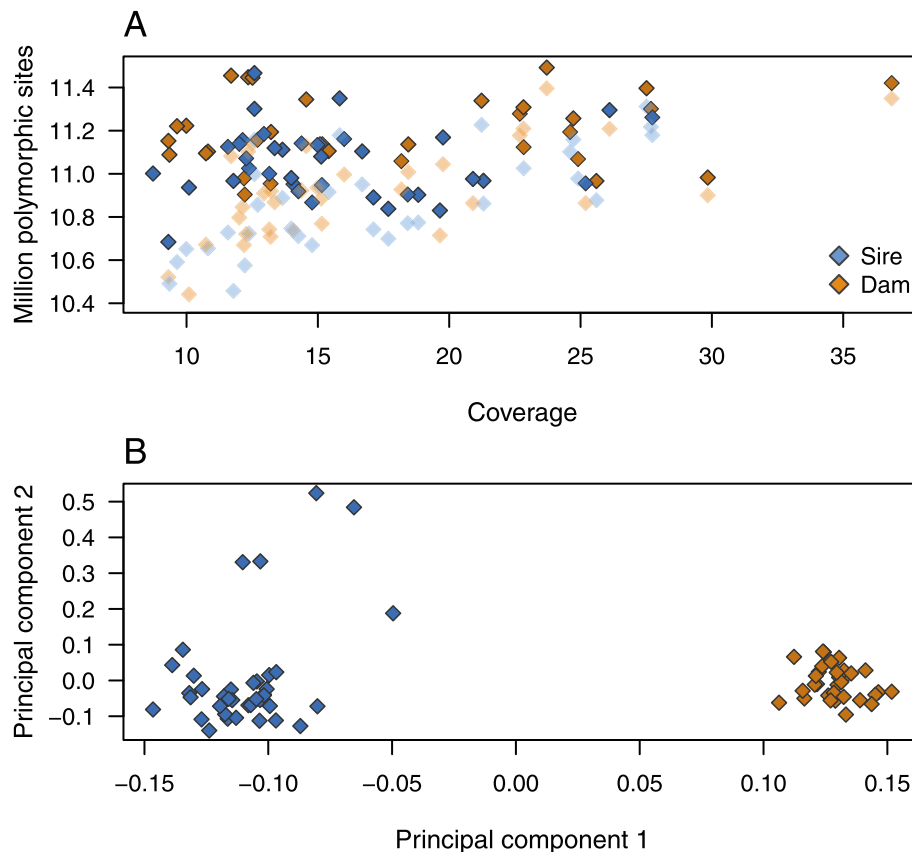 A
Million polymorphic sites
11.4
11.2
11.0
10.8
10.6
10.4
Sire
Dam
10 15 20 25 30 35
Coverage
B
Principal component 2
0.5
0.4
0.3
0.2
0.1
0.0
−0.1
−0.15 −0.10 −0.05 0.00 0.05 0.10 0.15
Principal component 1